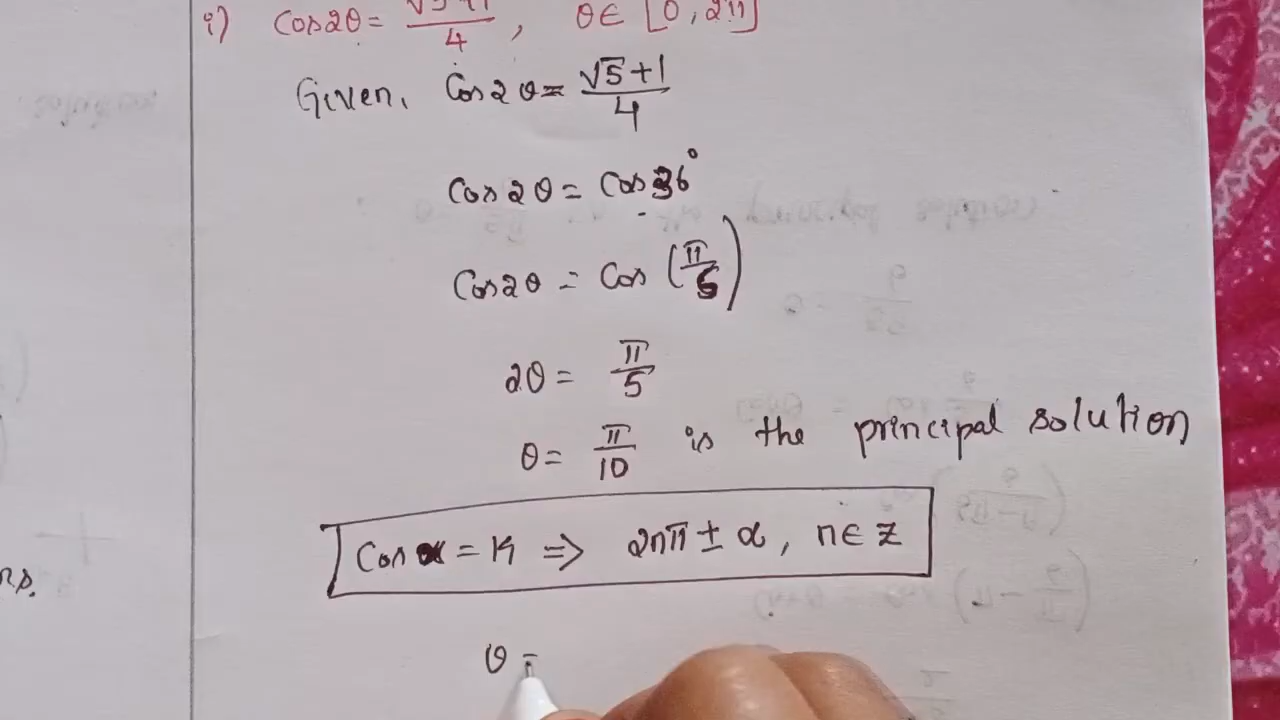 i) Cos2θ = √5+1/4, θ∈ [0, 2π]
Given, Cos2θ = √5+1/4
Cos2θ = Cos36°
Cos2θ = Cos (π/5)
2θ = π/5
θ = π/10 is the principal solution
Cos x = K ⇒ 2nπ ± α, n∈ Z
ns.
θ =